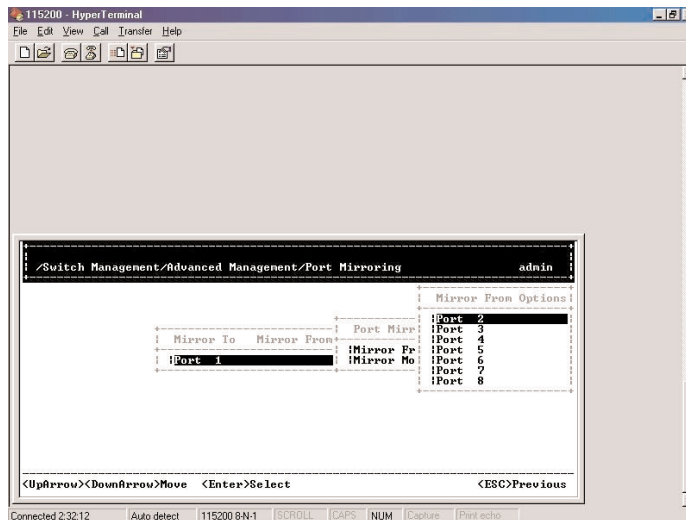 115200 - HyperTerminal
File Edit View Call Transfer Help
/Switch Management/Advanced Management/Port Mirroring admin
Mirror From Options
Port 2
Port Mirr Port 3
Mirror To Mirror From Port 4
Mirror Fr Port 5
Port 1 Mirror Mo Port 6
Port 7
Port 8
<UpArrow><DownArrow>Move <Enter>Select <ESC>Previous
Connected 2:32:12 Auto detect 115200 8-N-1 SCROLL CAPS NUM Capture Print echo